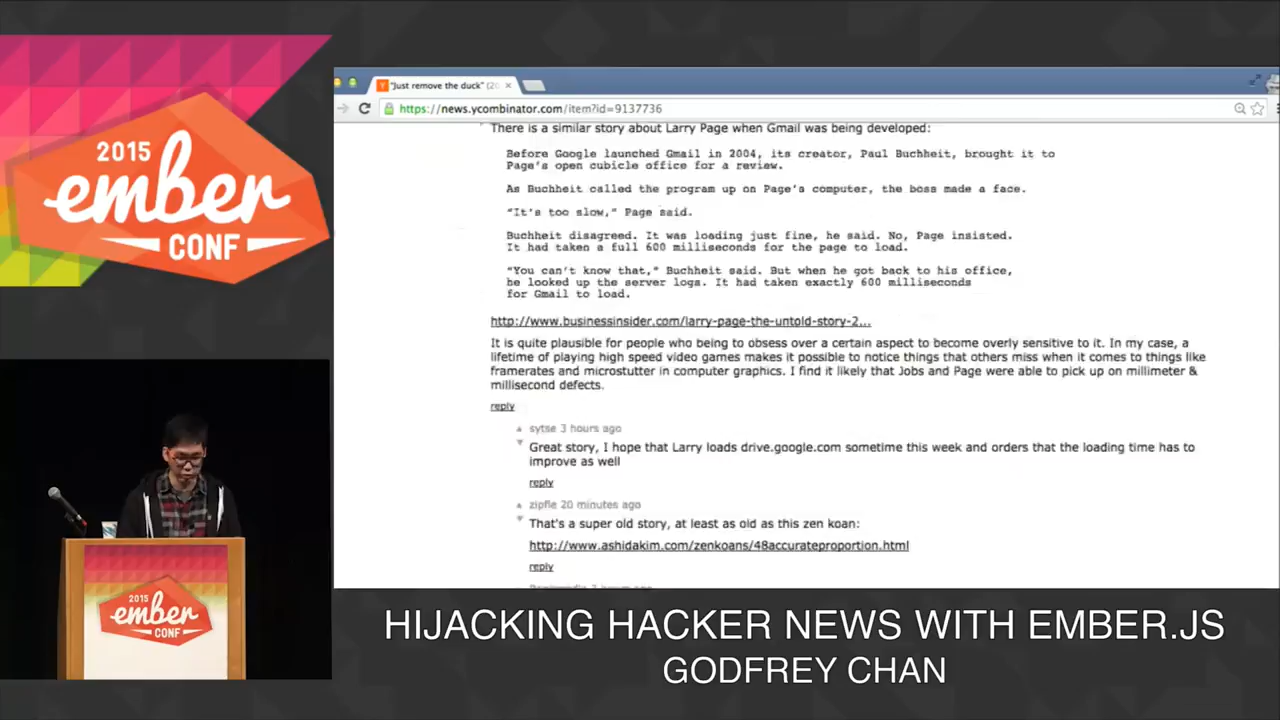 2015
ember
CONF
"Just remove the duck" (20
https://news.ycombinator.com/item?id=9137736
There is a similar story about Larry Page when Gmail was being developed:
Before Google launched Gmail in 2004, its creator, Paul Buchheit, brought it to
Page's open cubicle office for a review.
As Buchheit called the program up on Page's computer, the boss made a face.
"It's too slow," Page said.
Buchheit disagreed. It was loading just fine, he said. No, Page insisted.
It had taken a full 600 milliseconds for the page to load.
"You can't know that," Buchheit said. But when he got back to his office,
he looked up the server logs. It had taken exactly 600 milliseconds
for Gmail to load.
http://www.businessinsider.com/larry-page-the-untold-story-2...
It is quite plausible for people who being to obsess over a certain aspect to become overly sensitive to it. In my case, a
lifetime of playing high speed video games makes it possible to notice things that others miss when it comes to things like
framerates and microstutter in computer graphics. I find it likely that Jobs and Page were able to pick up on millimeter &
millisecond defects.
reply
sytse 3 hours ago
Great story, I hope that Larry loads drive.google.com sometime this week and orders that the loading time has to
improve as well
reply
zipfle 20 minutes ago
That's a super old story, at least as old as this zen koan:
http://www.ashidakim.com/zenkoans/48accurateproportion.html
reply
2015
ember
CONF
HIJACKING HACKER NEWS WITH EMBER.JS
GODFREY CHAN